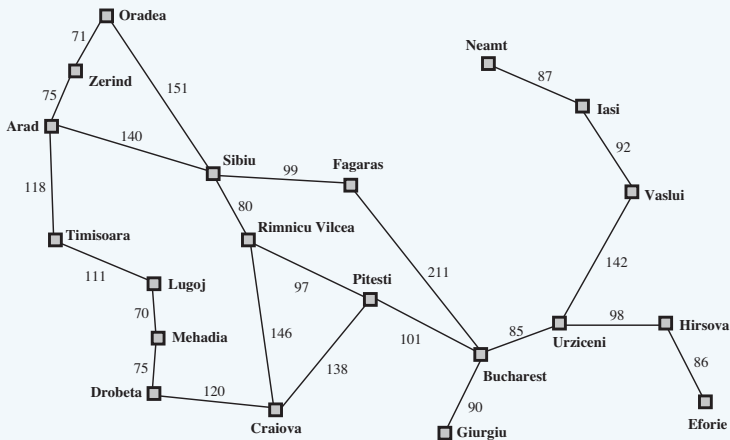 Oradea
71
Neamt
Zerind
87
75
151
Iasi
Arad
140
92
Sibiu
99
Fagaras
118
Vaslui
80
Timisoara
Rimnicu Vilcea
142
111
211
Lugoj
97
Pitesti
70
98
Hirsova
146
101
85
Mehadia
Urziceni
138
86
75
Bucharest
Drobeta
120
90
Craiova
Eforie
Giurgiu